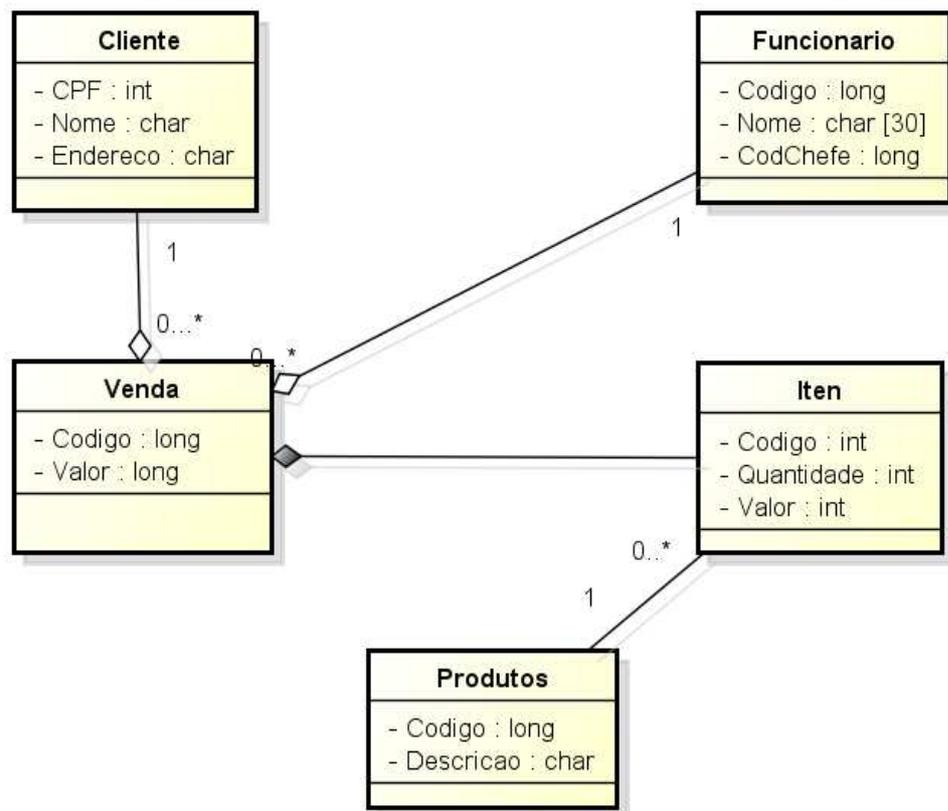 Cliente
- CPF : int
- Nome : char
- Endereco : char
Funcionario
- Codigo : long
- Nome : char [30]
- CodChefe : long
1
1
0...*
0...*
Venda
- Codigo : long
- Valor : long
Iten
- Codigo : int
- Quantidade : int
- Valor : int
0..*
1
Produtos
- Codigo : long
- Descricao : char